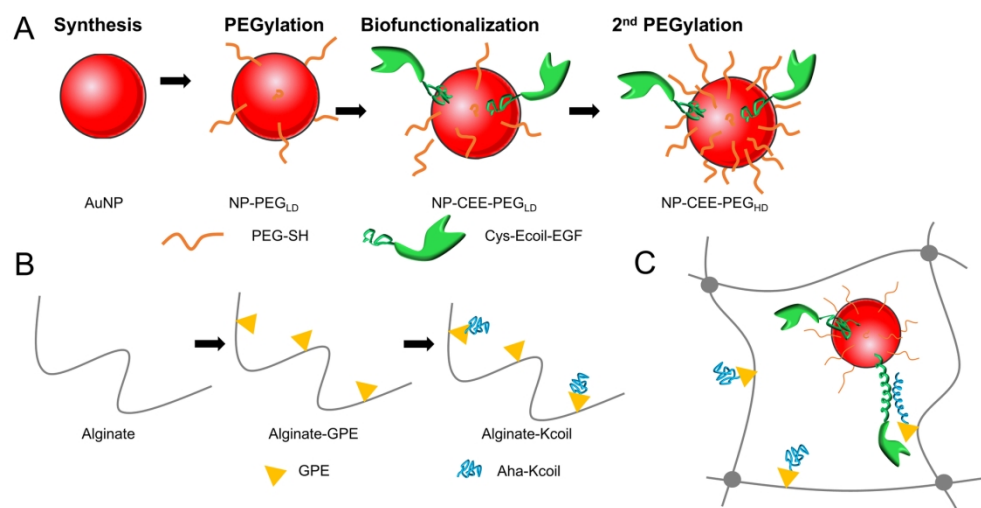 A
Synthesis
PEGylation
Biofunctionalization
2nd PEGylation
AuNP
NP-PEGLD
NP-CEE-PEGLD
NP-CEE-PEGHD
PEG-SH
Cys-Ecoil-EGF
B
C
Alginate
Alginate-GPE
Alginate-Kcoil
GPE
Aha-Kcoil